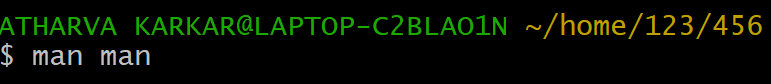 ATHARVA KARKAR@LAPTOP-C2BLAO1N ~/home/123/456
$ man man